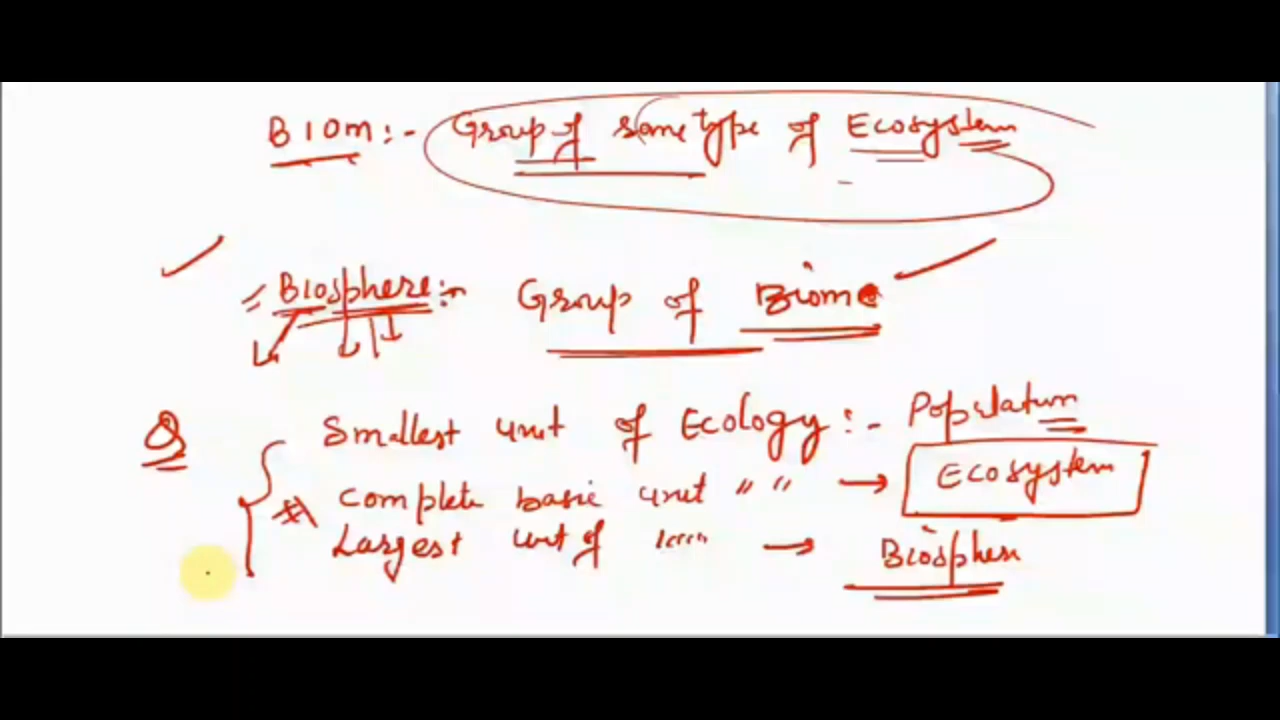 BIOm:- Group of same type of Ecosystem
= Biosphere:- Group of Biome
Q
Smallest unit of Ecology:- Population
* complete basic unit " " → Ecosystem
Largest unit of """ → Biosphere